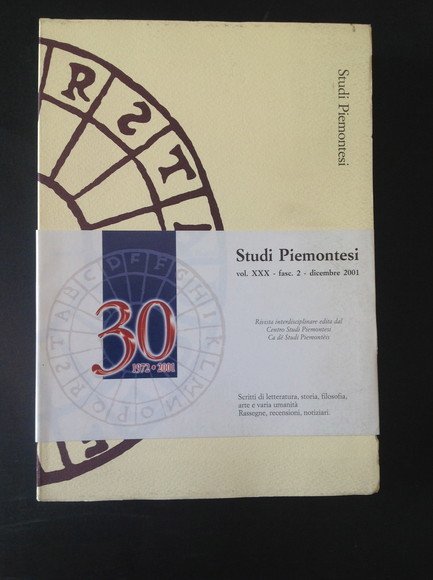 R S T
Studi Piemontesi
Studi Piemontesi
vol. XXX - fasc. 2 - dicembre 2001
30
1972 • 2001
A B C D F F G H I K L M N O P Q R S T
Rivista interdisciplinare edita dal
Centro Studi Piemontesi
Ca dë Studi Piemontèis
Scritti di letteratura, storia, filosofia,
arte e varia umanità
Rassegne, recensioni, notiziari.